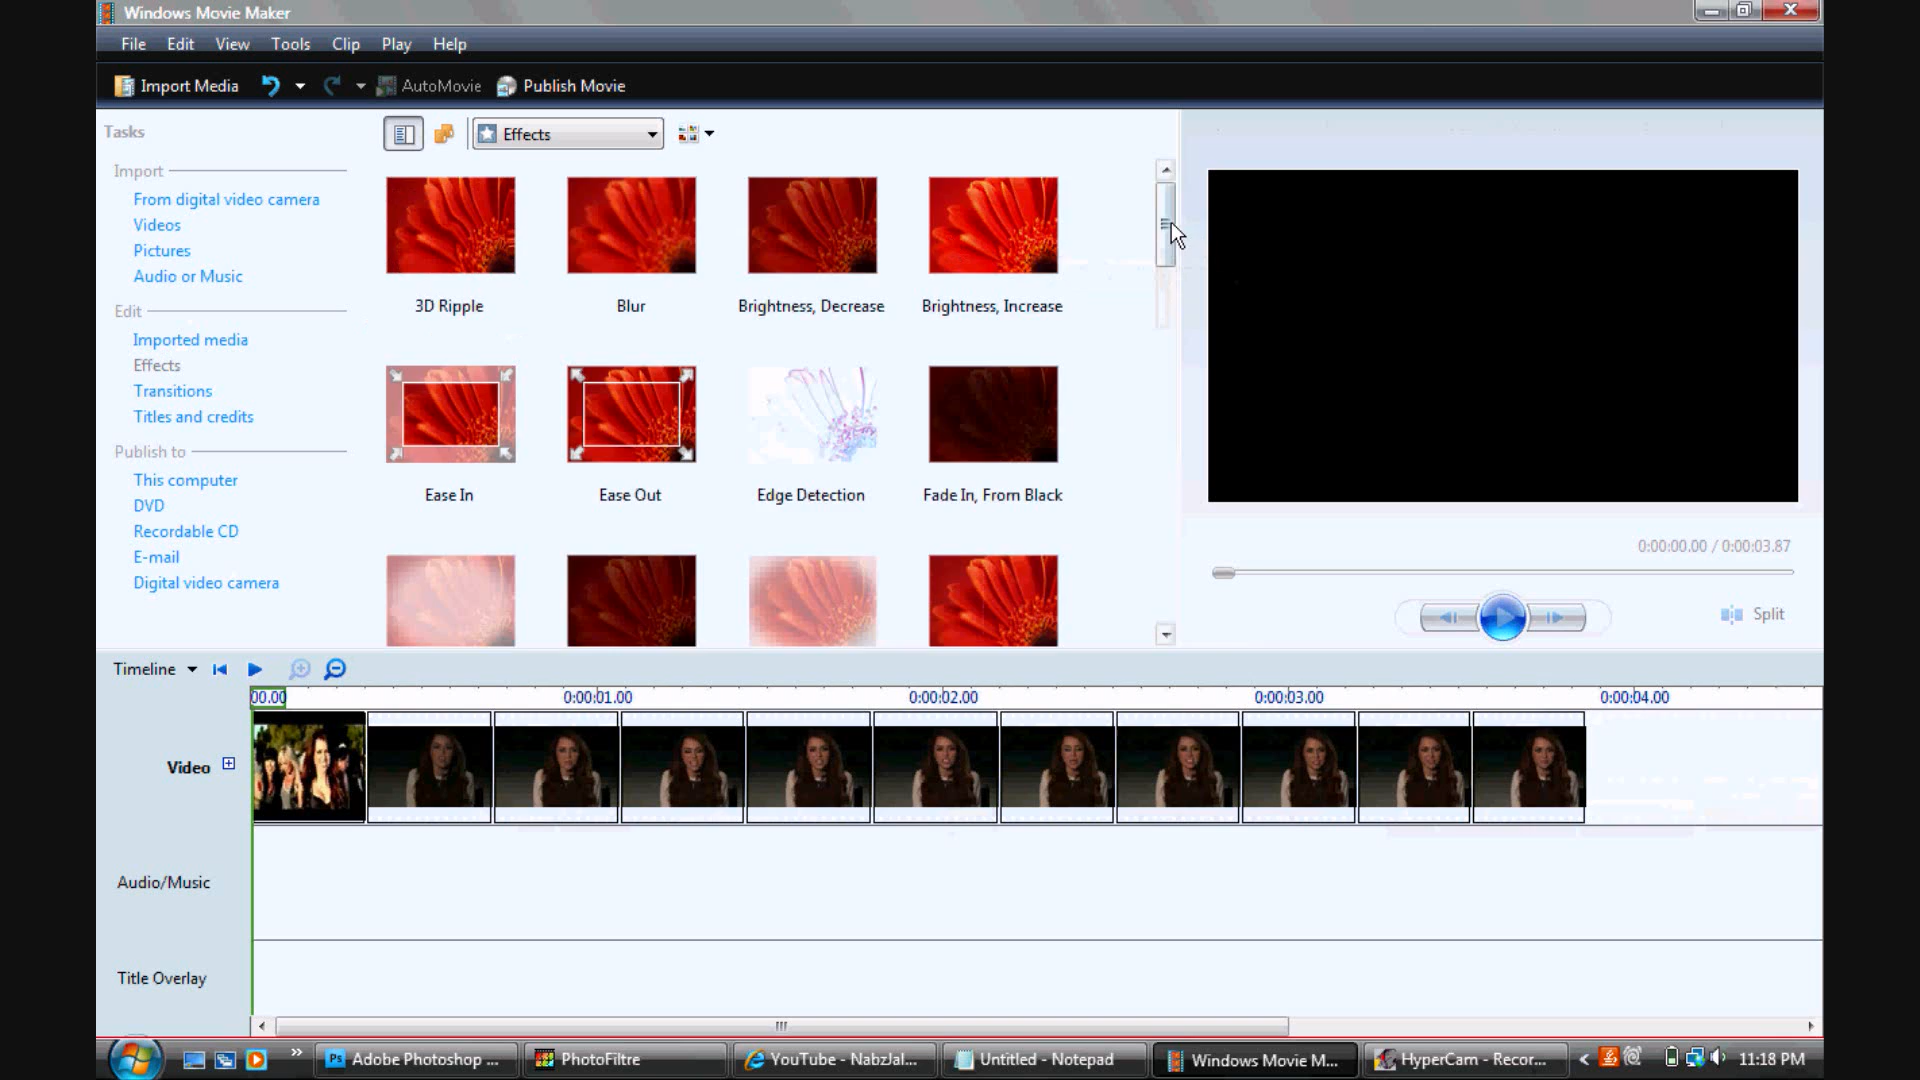 Windows Movie Maker
File Edit View Tools Clip Play Help
Import Media AutoMovie Publish Movie
Tasks
Import
From digital video camera
Videos
Pictures
Audio or Music
Edit
Imported media
Effects
Transitions
Titles and credits
Publish to
This computer
DVD
Recordable CD
E-mail
Digital video camera
Effects
3D Ripple Blur Brightness, Decrease Brightness, Increase
Ease In Ease Out Edge Detection Fade In, From Black
0:00:00.00 / 0:00:03.87
Split
Timeline
00.00 0:00:01.00 0:00:02.00 0:00:03.00 0:00:04.00
Video
Audio/Music
Title Overlay
Ps Adobe Photoshop ... PhotoFiltre YouTube - NabzJal... Untitled - Notepad Windows Movie M... HyperCam - Recor... 11:18 PM